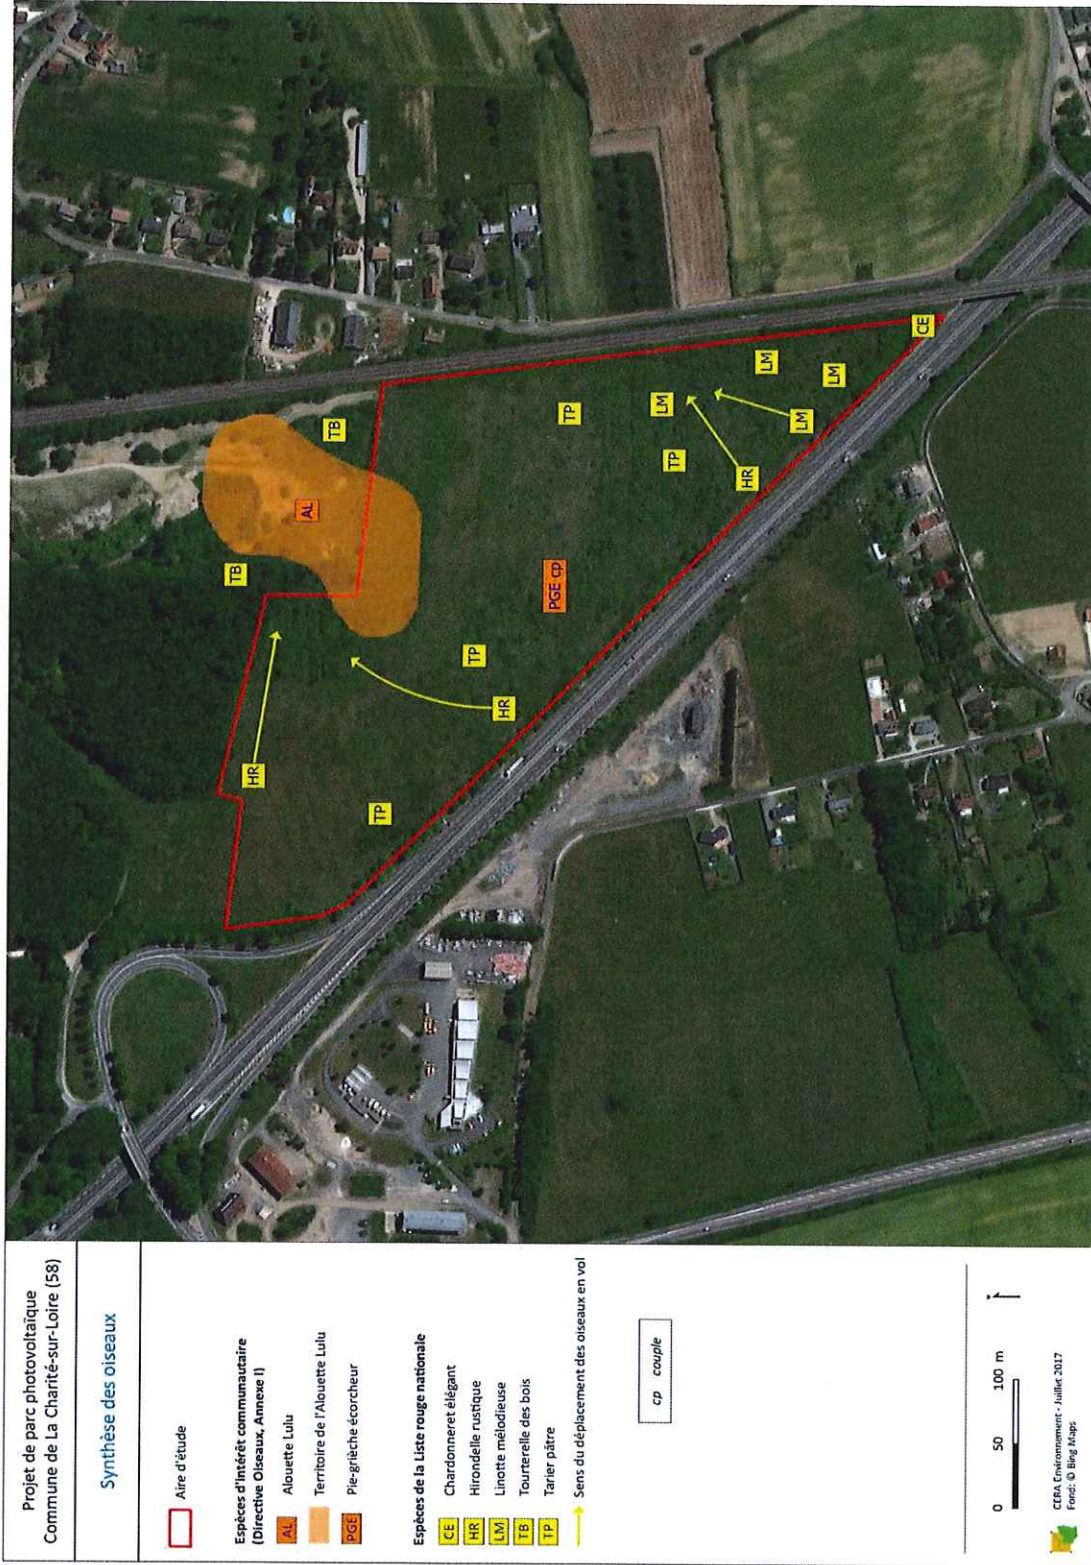 Projet de parc photovoltaïque
Commune de La Charité-sur-Loire (58)
Synthèse des oiseaux
Aire d'étude
Espèces d'intérêt communautaire
(Directive Oiseaux, Annexe I)
AL Alouette Lulu
Territoire de l'Alouette Lulu
PGE Pie-grièche écorcheur
Espèces de la Liste rouge nationale
CE Chardonneret élégant
HR Hirondelle rustique
LM Linotte mélodieuse
TB Tourterelle des bois
TP Tarier pâtre
Sens du déplacement des oiseaux en vol
cp couple
0 50 100 m
CERA Environnement - Juillet 2017
Fond: © Bing Maps
HR
TP
HR
TP
TB
AL
TB
PGE cp
TP
TP
HR
LM
LM
LM
LM
CE